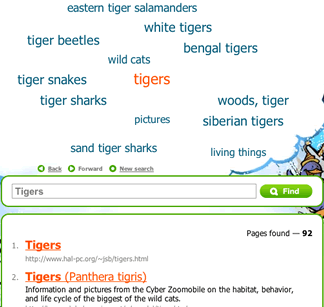 eastern tiger salamanders
white tigers
tiger beetles
bengal tigers
wild cats
tiger snakes
tigers
tiger sharks
woods, tiger
pictures
siberian tigers
sand tiger sharks
living things
Back Forward New search
Tigers Find
Pages found — 92
1. Tigers
http://www.hal-pc.org/~jsb/tigers.html
2. Tigers (Panthera tigris)
Information and pictures from the Cyber Zoomobile on the habitat, behavior,
and life cycle of the biggest of the wild cats.